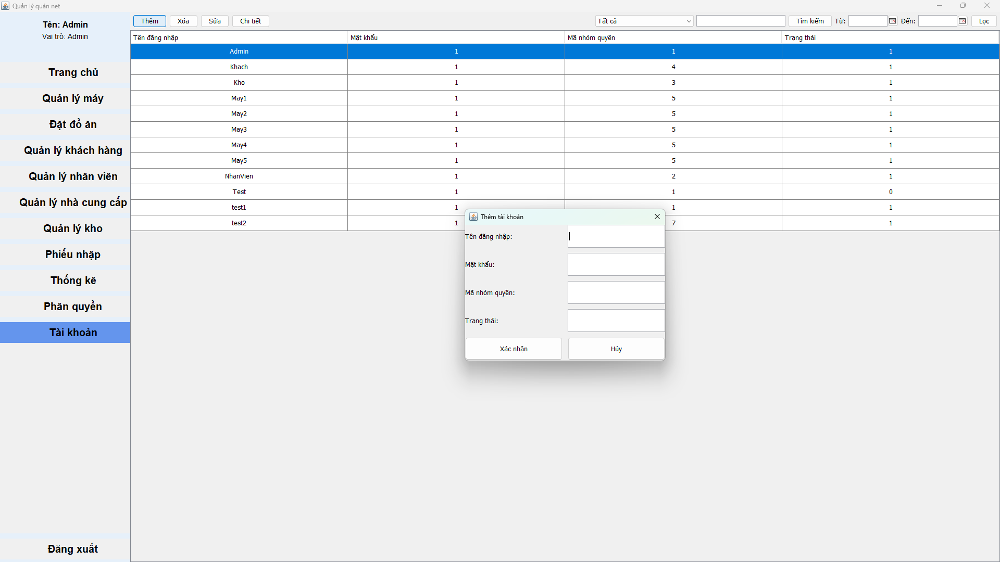 Quản lý quán net
Tên: Admin
Vai trò: Admin
Trang chủ
Quản lý máy
Đặt đồ ăn
Quản lý khách hàng
Quản lý nhân viên
Quản lý nhà cung cấp
Quản lý kho
Phiếu nhập
Thống kê
Phân quyền
Tài khoản
Đăng xuất
Thêm Xóa Sửa Chi tiết Tất cả Tìm kiếm Từ: Đến: Lọc
Tên đăng nhập Mật khẩu Mã nhóm quyền Trạng thái
Admin 1 1 1
Khach 1 4 1
Kho 1 3 1
May1 1 5 1
May2 1 5 1
May3 1 5 1
May4 1 5 1
May5 1 5 1
NhanVien 1 2 1
Test 1 1 0
test1 1 1 1
test2 1 7 1
Thêm tài khoản
Tên đăng nhập:
Mật khẩu:
Mã nhóm quyền:
Trạng thái:
Xác nhận Hủy